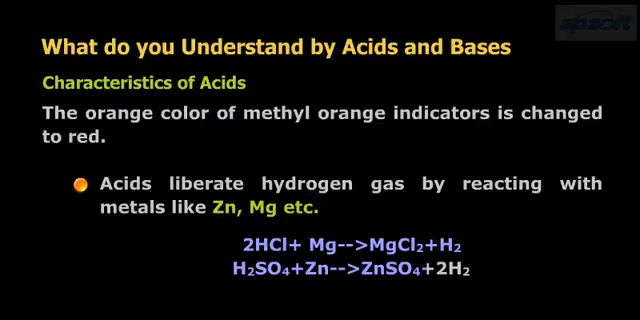 spsoft
What do you Understand by Acids and Bases
Characteristics of Acids
The orange color of methyl orange indicators is changed
to red.
Acids liberate hydrogen gas by reacting with
metals like Zn, Mg etc.
2HCl+ Mg-->MgCl₂+H₂
H₂SO₄+Zn-->ZnSO₄+2H₂